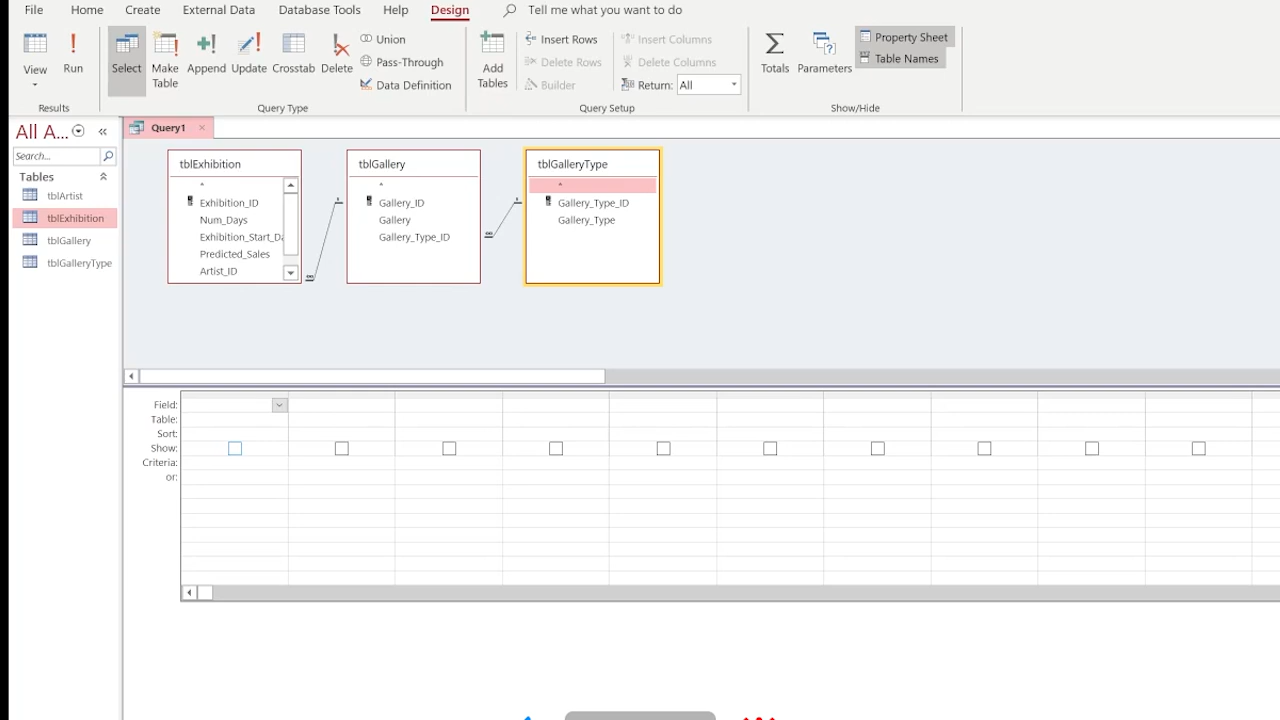 File Home Create External Data Database Tools Help Design Tell me what you want to do
View Run Select Make Table Append Update Crosstab Delete
Union
Pass-Through
Data Definition
Add Tables
Insert Rows
Delete Rows
Builder
Insert Columns
Delete Columns
Return: All
Totals Parameters
Property Sheet
Table Names
Results Query Type Query Setup Show/Hide
All A...
Search...
Tables
tblArtist
tblExhibition
tblGallery
tblGalleryType
Query1
tblExhibition
*
Exhibition_ID
Num_Days
Exhibition_Start_Da
Predicted_Sales
Artist_ID
1
∞
tblGallery
*
Gallery_ID
Gallery
Gallery_Type_ID
1
∞
tblGalleryType
*
Gallery_Type_ID
Gallery_Type
Field:
Table:
Sort:
Show:
Criteria:
or: